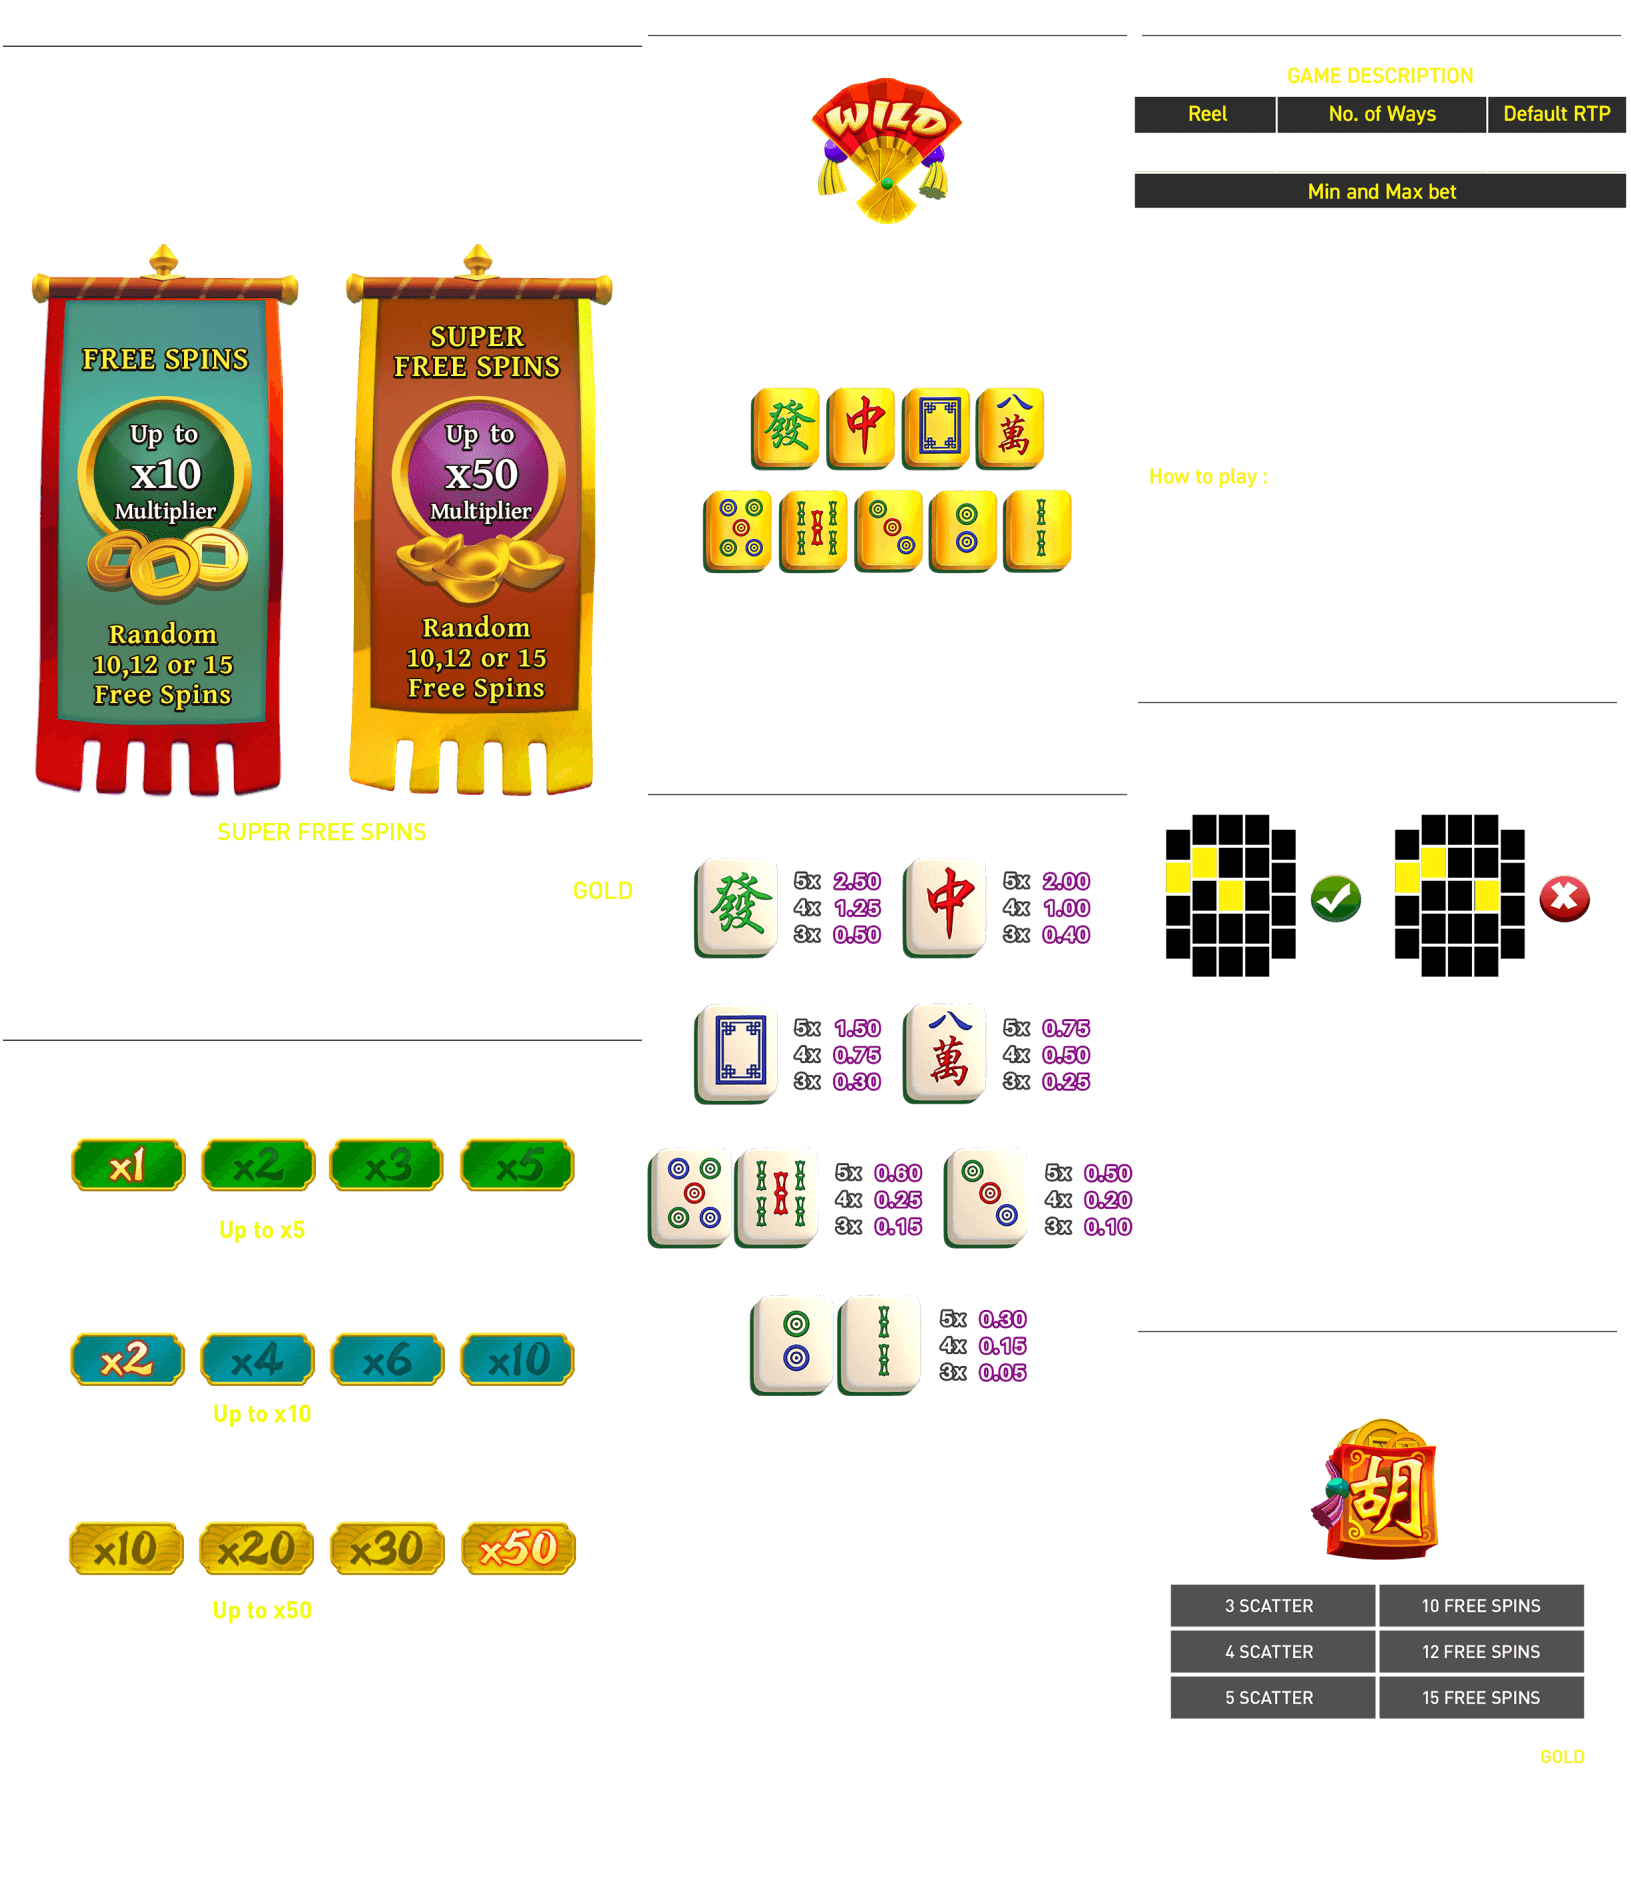 FREE SPINS
Up to
x10
Multiplier
Random
10,12 or 15
Free Spins
SUPER
FREE SPINS
Up to
x50
Multiplier
Random
10,12 or 15
Free Spins
SUPER FREE SPINS
GOLD
x1 x2 x3 x5
Up to x5
x2 x4 x6 x10
Up to x10
x10 x20 x30 x50
Up to x50
WILD
發 中 八萬
發
5x 2.50
4x 1.25
3x 0.50
中
5x 2.00
4x 1.00
3x 0.40
5x 1.50
4x 0.75
3x 0.30
八萬
5x 0.75
4x 0.50
3x 0.25
5x 0.60
4x 0.25
3x 0.15
5x 0.50
4x 0.20
3x 0.10
5x 0.30
4x 0.15
3x 0.05
GAME DESCRIPTION
Reel No. of Ways Default RTP
Min and Max bet
How to play :
胡
3 SCATTER 10 FREE SPINS
4 SCATTER 12 FREE SPINS
5 SCATTER 15 FREE SPINS
GOLD